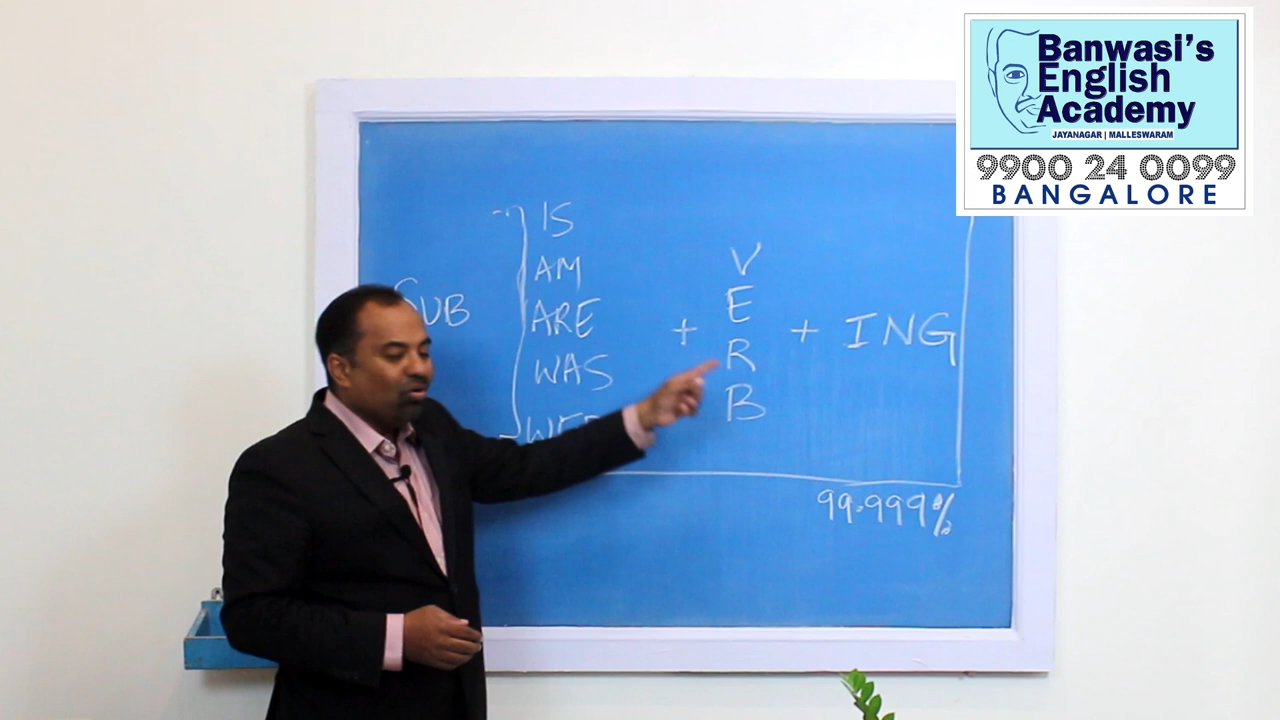 Banwasi's
English
Academy
JAYANAGAR | MALLESWARAM
9900 24 0099
BANGALORE
SUB
IS
AM
ARE
WAS
+
V
E
R
B
+ ING
99.999%